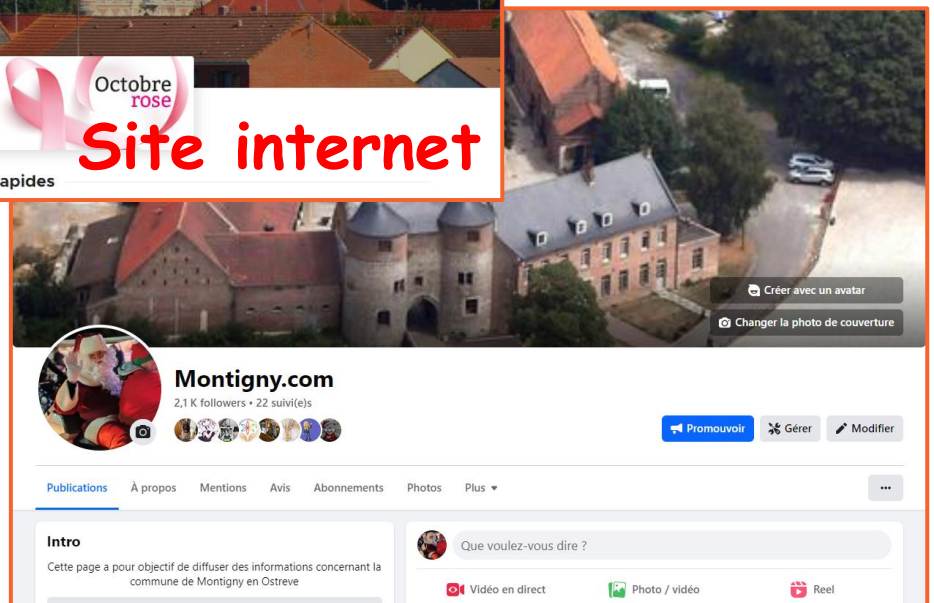 Octobre
rose
Site internet
apides
Créer avec un avatar
Changer la photo de couverture
Montigny.com
2,1 K followers • 22 suivi(e)s
Promouvoir
Gérer
Modifier
Publications À propos Mentions Avis Abonnements Photos Plus
Intro
Cette page a pour objectif de diffuser des informations concernant la
commune de Montigny en Ostreve
Que voulez-vous dire ?
Vidéo en direct
Photo / vidéo
Reel